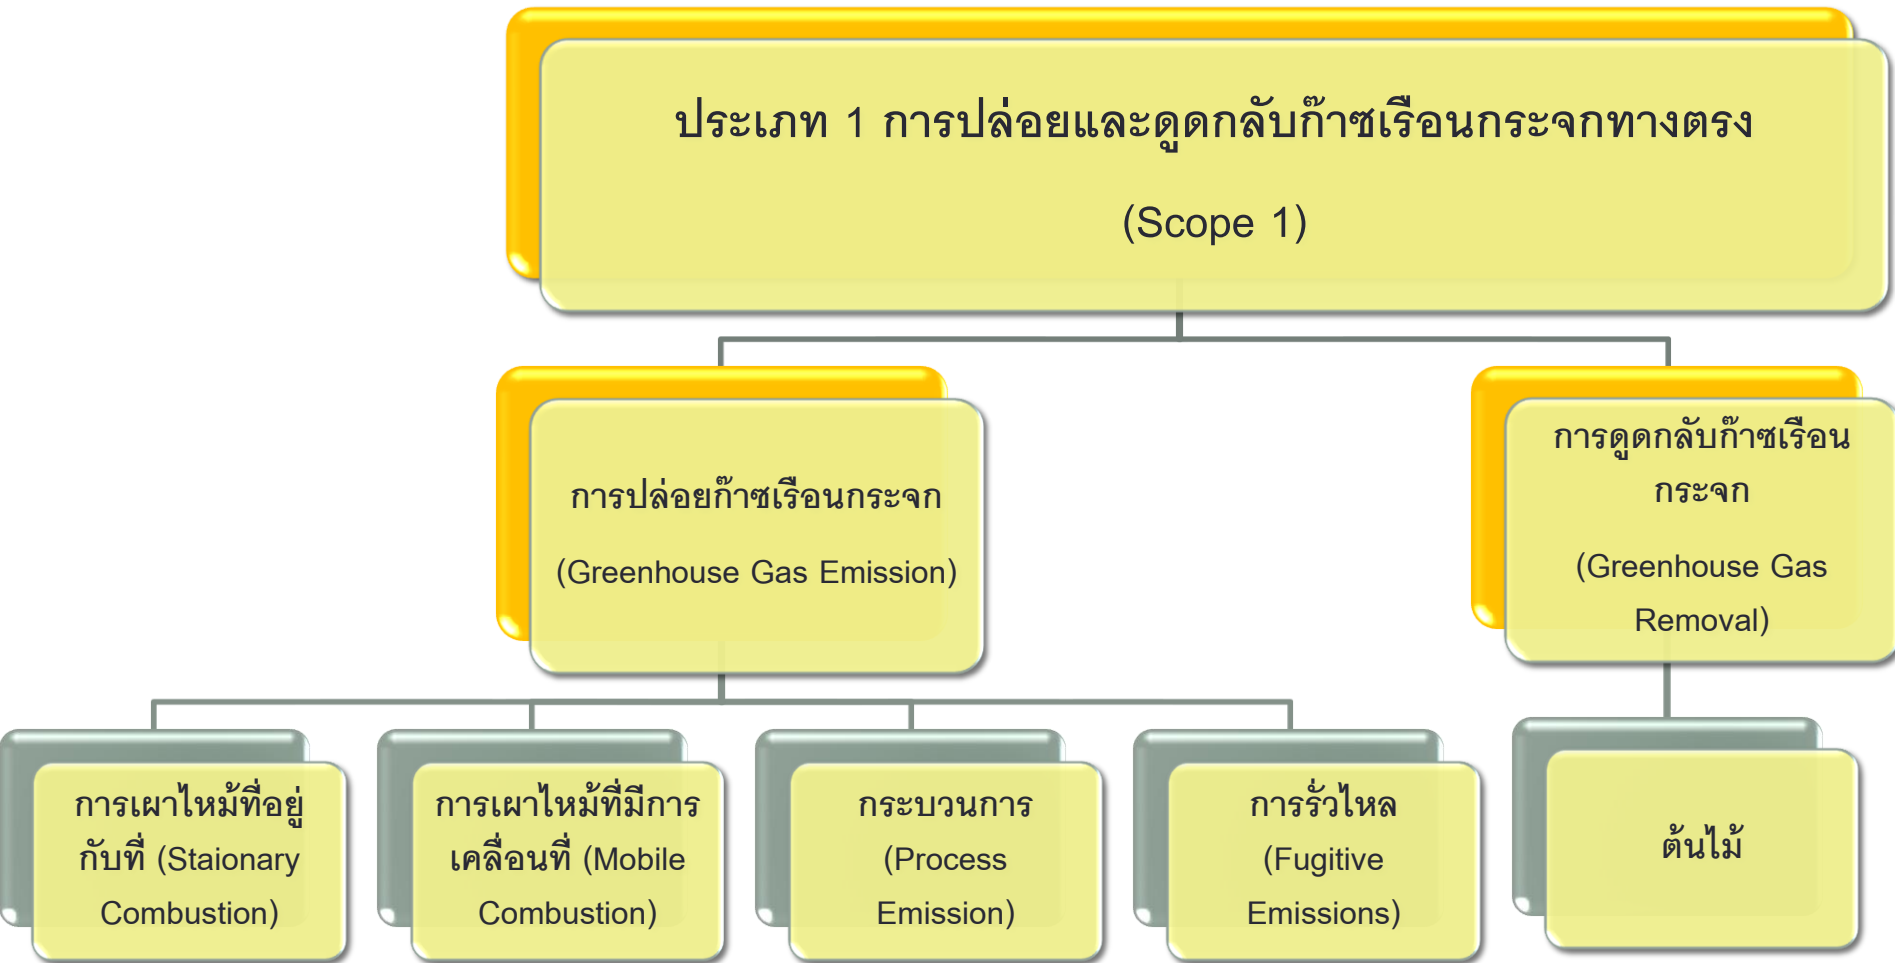 ประเภท 1 การปล่อยและดูดกลับก๊าซเรือนกระจกทางตรง
(Scope 1)
การปล่อยก๊าซเรือนกระจก
(Greenhouse Gas Emission)
การดูดกลับก๊าซเรือน
กระจก
(Greenhouse Gas
Removal)
การเผาไหม้ที่อยู่
กับที่ (Staionary
Combustion)
การเผาไหม้ที่มีการ
เคลื่อนที่ (Mobile
Combustion)
กระบวนการ
(Process
Emission)
การรั่วไหล
(Fugitive
Emissions)
ต้นไม้